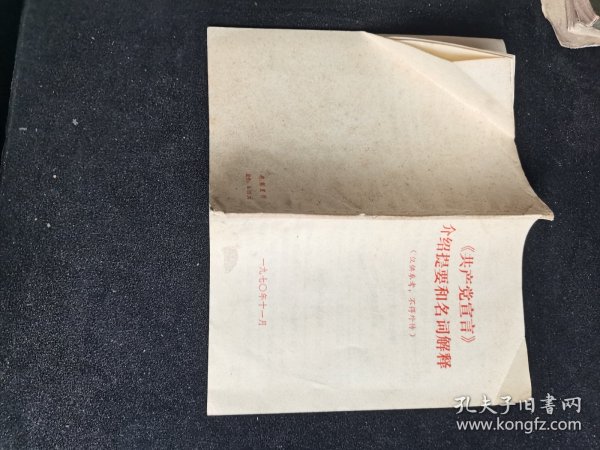 《共产党宣言》
介绍提要和名词解释
（仅供参考，不得外传）
一九七〇年十一月
孔夫子旧書网
www.kongfz.com